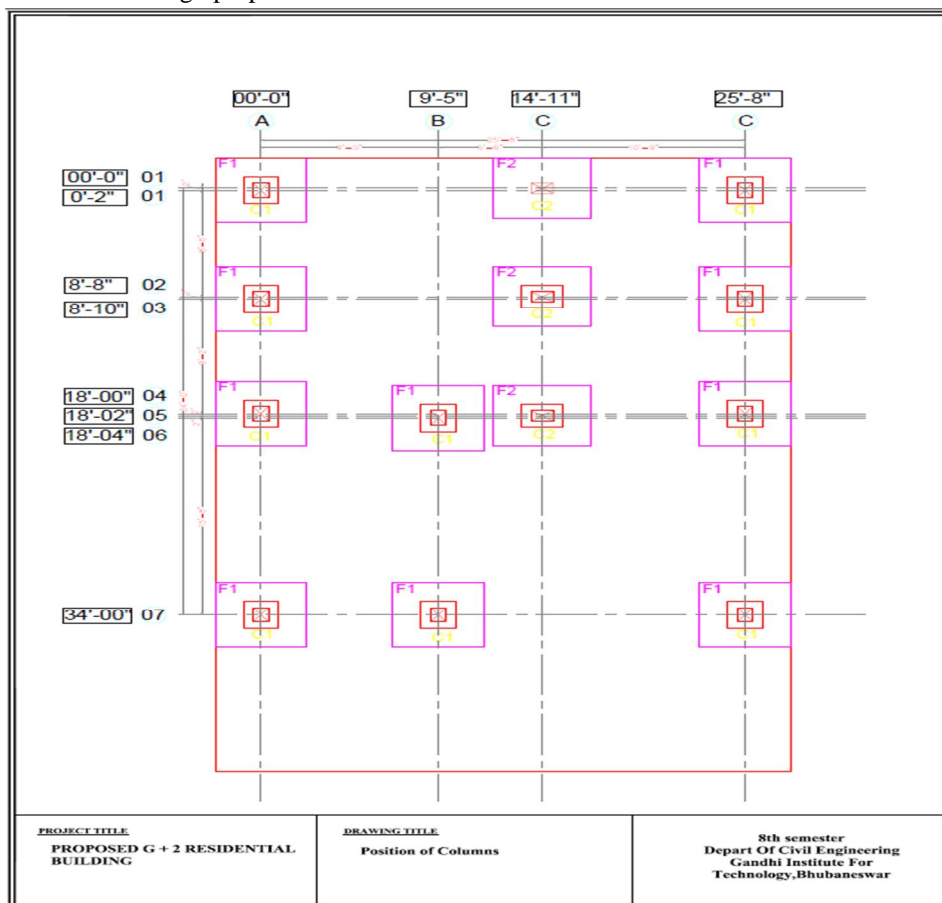 00'-0" 9'-5" 14'-11" 25'-8"
A B C C
F1 F2 F1
00'-0" 01
0'-2" 01
C1 C2 C1
F1 F2 F1
8'-8" 02
8'-10" 03
C1 C2 C1
F1 F1 F2 F1
18'-00" 04
18'-02" 05
18'-04" 06
C1 C1 C2 C1
F1 F1 F1
34'-00" 07
C1 C1 C1
PROJECT TITLE
PROPOSED G + 2 RESIDENTIAL
BUILDING
DRAWING TITLE
Position of Columns
8th semester
Depart Of Civil Engineering
Gandhi Institute For
Technology,Bhubaneswar